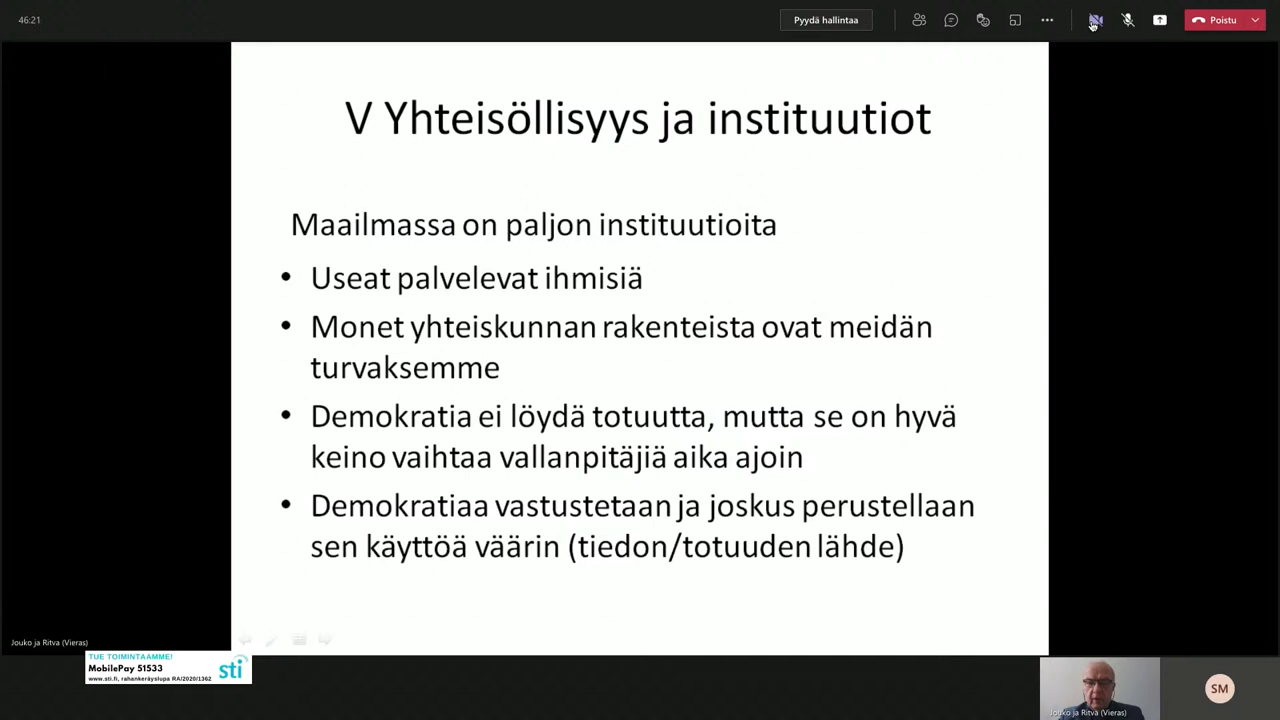 46:21
Pyydä hallintaa
Poistu
V Yhteisöllisyys ja instituutiot
Maailmassa on paljon instituutioita
• Useat palvelevat ihmisiä
• Monet yhteiskunnan rakenteista ovat meidän
turvaksemme
• Demokratia ei löydä totuutta, mutta se on hyvä
keino vaihtaa vallanpitäjiä aika ajoin
• Demokratiaa vastustetaan ja joskus perustellaan
sen käyttöä väärin (tiedon/totuuden lähde)
Jouko ja Ritva (Vieras)
TUE TOIMINTAAMME!
MobilePay 51533
www.sti.fi, rahankeräyslupa RA/2020/1362
sti
Jouko ja Ritva (Vieras)
SM